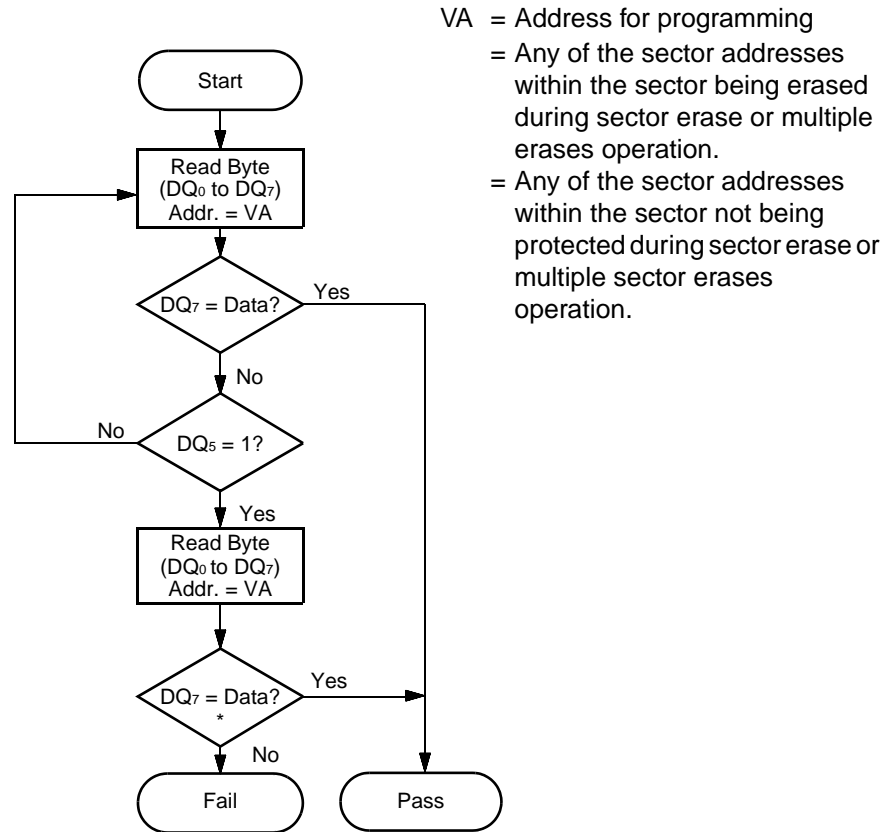 VA = Address for programming
= Any of the sector addresses
within the sector being erased
during sector erase or multiple
erases operation.
= Any of the sector addresses
within the sector not being
protected during sector erase or
multiple sector erases
operation.
Start
Read Byte
(DQ0 to DQ7)
Addr. = VA
DQ7 = Data?
Yes
No
DQ5 = 1?
No
Yes
Read Byte
(DQ0 to DQ7)
Addr. = VA
DQ7 = Data?
*
Yes
No
Fail
Pass